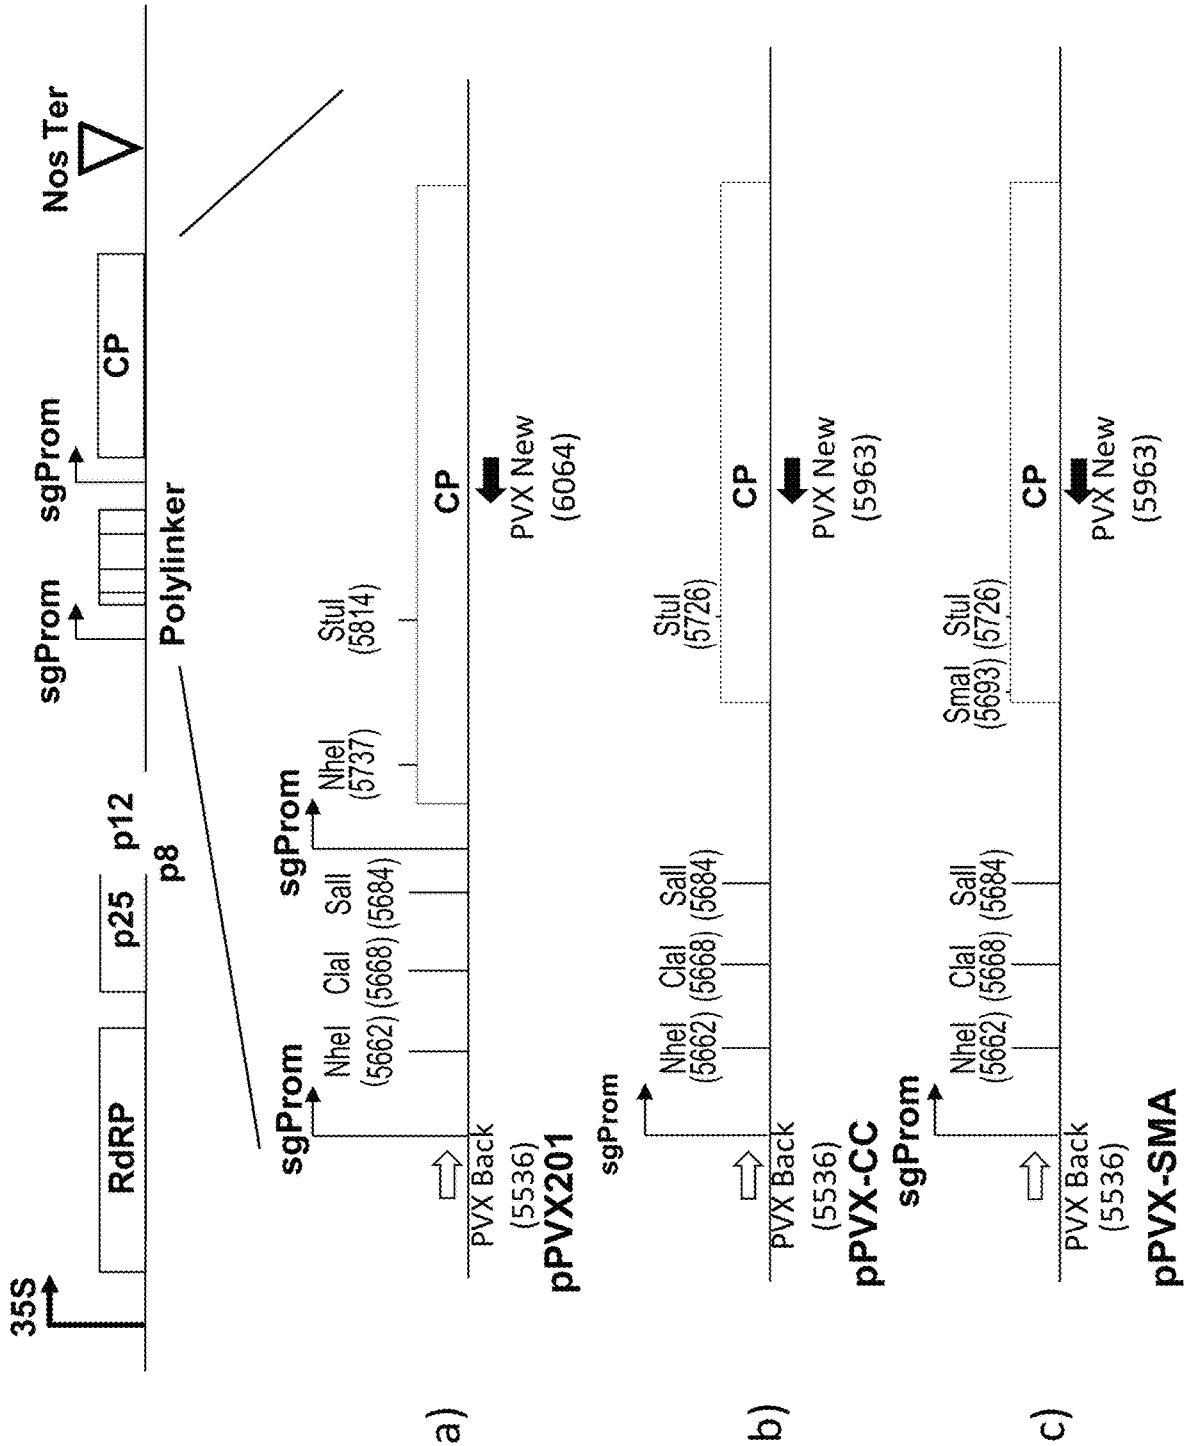 35S
RdRP
p25
p12
p8
sgProm
Polylinker
sgProm
CP
Nos Ter
a)
sgProm
NheI
(5662)
ClaI
(5668)
SalI
(5684)
sgProm
NheI
(5737)
StuI
(5814)
CP
PVX Back
(5536)
PVX New
(6064)
pPVX201
b)
sgProm
NheI
(5662)
ClaI
(5668)
SalI
(5684)
StuI
(5726)
CP
PVX Back
(5536)
PVX New
(5963)
pPVX-CC
c)
sgProm
NheI
(5662)
ClaI
(5668)
SalI
(5684)
SmaI
(5693)
StuI
(5726)
CP
PVX Back
(5536)
PVX New
(5963)
pPVX-SMA